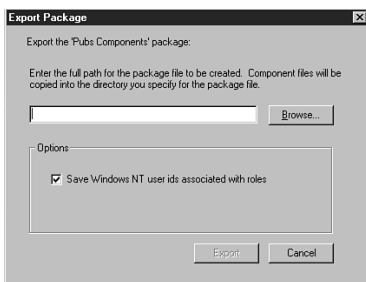 Export Package
Export the 'Pubs Components' package:
Enter the full path for the package file to be created. Component files will be
copied into the directory you specify for the package file.
Browse...
Options
Save Windows NT user ids associated with roles
Export
Cancel